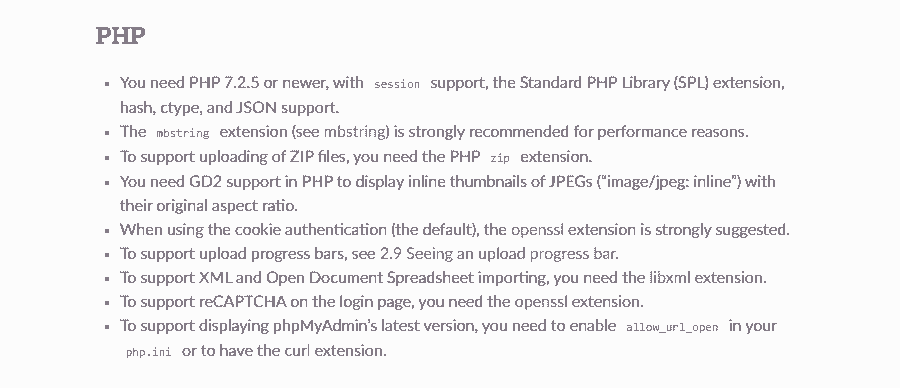 PHP
▪ You need PHP 7.2.5 or newer, with session support, the Standard PHP Library (SPL) extension,
hash, ctype, and JSON support.
▪ The mbstring extension (see mbstring) is strongly recommended for performance reasons.
▪ To support uploading of ZIP files, you need the PHP zip extension.
▪ You need GD2 support in PHP to display inline thumbnails of JPEGs (“image/jpeg: inline”) with
their original aspect ratio.
▪ When using the cookie authentication (the default), the openssl extension is strongly suggested.
▪ To support upload progress bars, see 2.9 Seeing an upload progress bar.
▪ To support XML and Open Document Spreadsheet importing, you need the libxml extension.
▪ To support reCAPTCHA on the login page, you need the openssl extension.
▪ To support displaying phpMyAdmin’s latest version, you need to enable allow_url_open in your
php.ini or to have the curl extension.